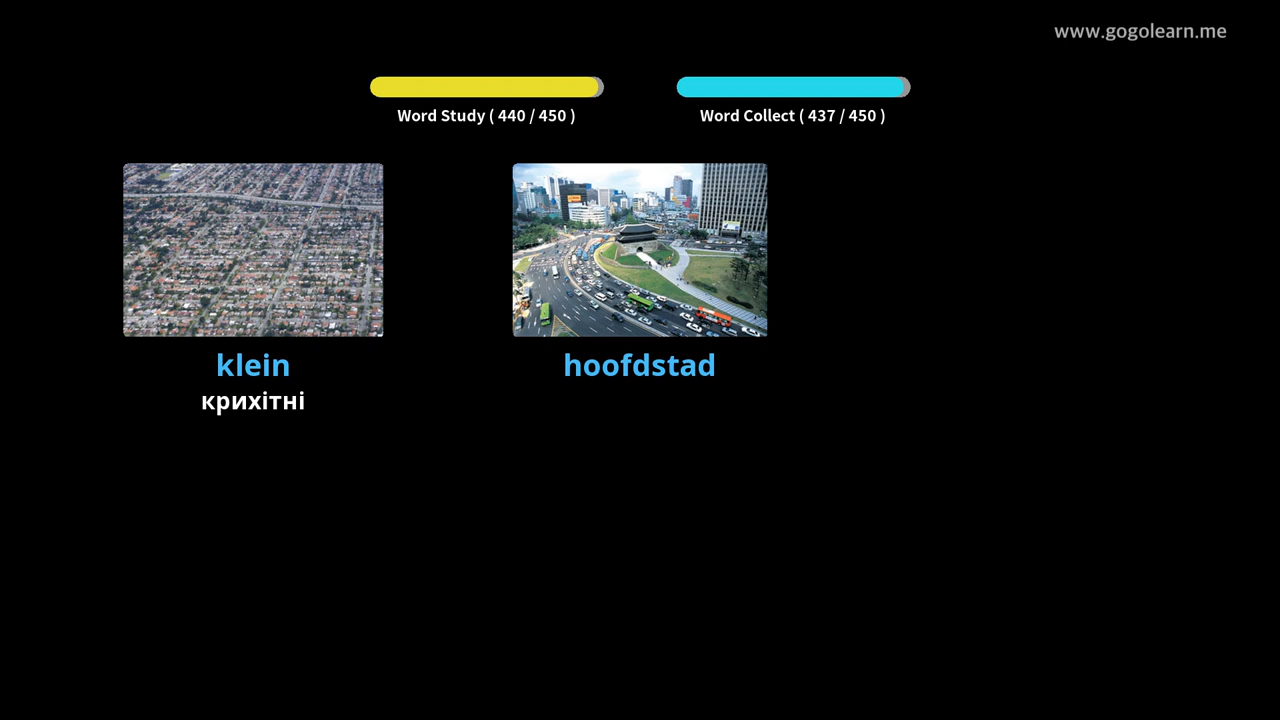 www.gogolearn.me
Word Study ( 440 / 450 )
Word Collect ( 437 / 450 )
klein
крихітні
hoofdstad